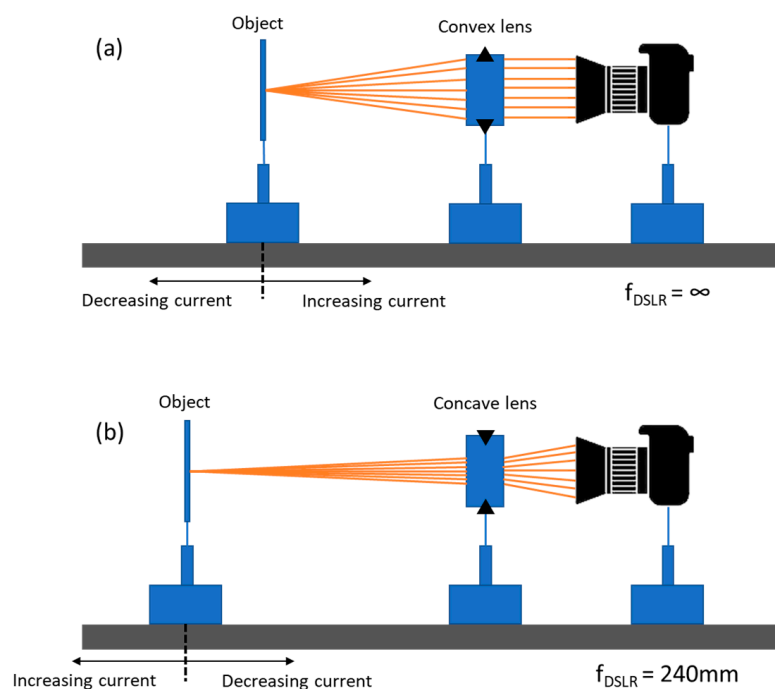 (a)
Object
Convex lens
Decreasing current
Increasing current
fDSLR = ∞
(b)
Object
Concave lens
Increasing current
Decreasing current
fDSLR = 240mm